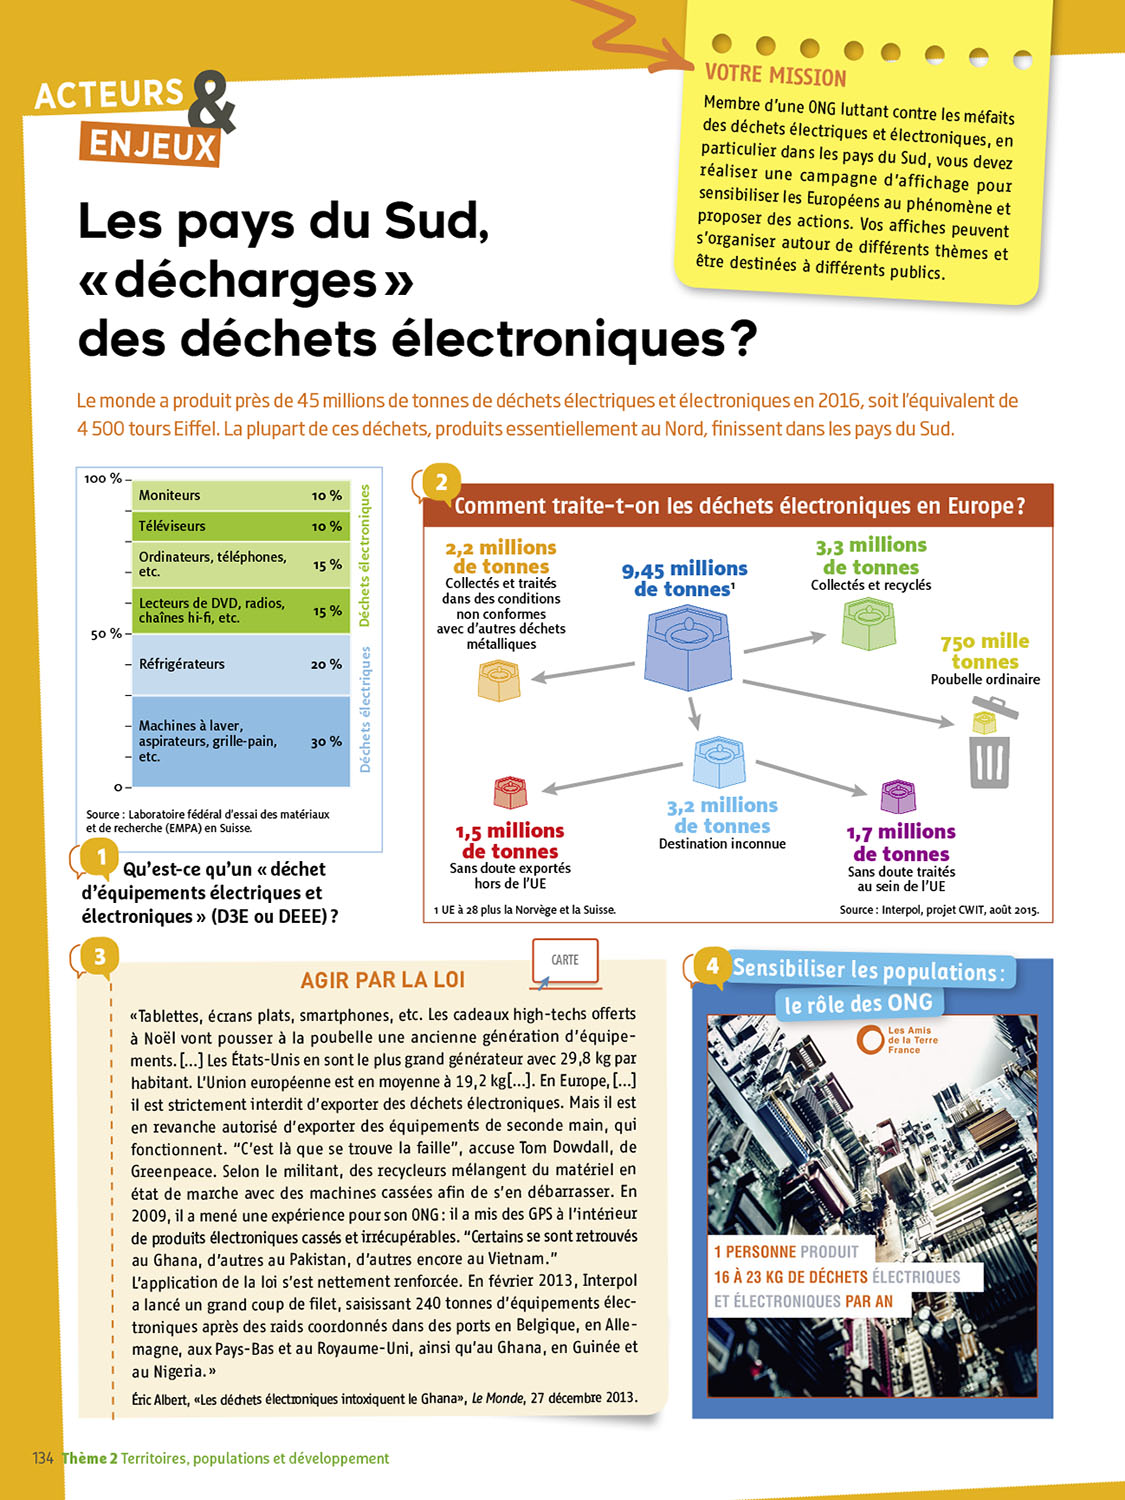 ACTEURS &
ENJEUX
VOTRE MISSION
Membre d'une ONG luttant contre les méfaits
des déchets électriques et électroniques, en
particulier dans les pays du Sud, vous devez
réaliser une campagne d'affichage pour
sensibiliser les Européens au phénomène et
proposer des actions. Vos affiches peuvent
s'organiser autour de différents thèmes et
être destinées à différents publics.
Les pays du Sud,
« décharges »
des déchets électroniques ?
Le monde a produit près de 45 millions de tonnes de déchets électriques et électroniques en 2016, soit l'équivalent de
4 500 tours Eiffel. La plupart de ces déchets, produits essentiellement au Nord, finissent dans les pays du Sud.
100 %
50 %
0
Moniteurs 10 %
Téléviseurs 10 %
Ordinateurs, téléphones,
etc. 15 %
Lecteurs de DVD, radios,
chaînes hi-fi, etc. 15 %
Réfrigérateurs 20 %
Machines à laver,
aspirateurs, grille-pain, 30 %
etc.
Déchets électroniques
Déchets électriques
Source : Laboratoire fédéral d'essai des matériaux
et de recherche (EMPA) en Suisse.
1 Qu'est-ce qu'un « déchet
d'équipements électriques et
électroniques » (D3E ou DEEE) ?
2
Comment traite-t-on les déchets électroniques en Europe ?
2,2 millions
de tonnes
Collectés et traités
dans des conditions
non conformes
avec d'autres déchets
métalliques
9,45 millions
de tonnes¹
3,3 millions
de tonnes
Collectés et recyclés
750 mille
tonnes
Poubelle ordinaire
1,5 millions
de tonnes
Sans doute exportés
hors de l'UE
3,2 millions
de tonnes
Destination inconnue
1,7 millions
de tonnes
Sans doute traités
au sein de l'UE
1 UE à 28 plus la Norvège et la Suisse.
Source : Interpol, projet CWIT, août 2015.
3
AGIR PAR LA LOI
CARTE
«Tablettes, écrans plats, smartphones, etc. Les cadeaux high-techs offerts
à Noël vont pousser à la poubelle une ancienne génération d'équipe-
ments. [...] Les États-Unis en sont le plus grand générateur avec 29,8 kg par
habitant. L'Union européenne est en moyenne à 19,2 kg[...]. En Europe, [...]
il est strictement interdit d'exporter des déchets électroniques. Mais il est
en revanche autorisé d'exporter des équipements de seconde main, qui
fonctionnent. "C'est là que se trouve la faille", accuse Tom Dowdall, de
Greenpeace. Selon le militant, des recycleurs mélangent du matériel en
état de marche avec des machines cassées afin de s'en débarrasser. En
2009, il a mené une expérience pour son ONG : il a mis des GPS à l'intérieur
de produits électroniques cassés et irrécupérables. "Certains se sont retrouvés
au Ghana, d'autres au Pakistan, d'autres encore au Vietnam."
L'application de la loi s'est nettement renforcée. En février 2013, Interpol
a lancé un grand coup de filet, saisissant 240 tonnes d'équipements élec-
troniques après des raids coordonnés dans des ports en Belgique, en Alle-
magne, aux Pays-Bas et au Royaume-Uni, ainsi qu'au Ghana, en Guinée et
au Nigeria.»
Éric Albert, «Les déchets électroniques intoxiquent le Ghana», Le Monde, 27 décembre 2013.
4 Sensibiliser les populations :
le rôle des ONG
Les Amis
de la Terre
France
1 PERSONNE PRODUIT
16 À 23 KG DE DÉCHETS ÉLECTRIQUES
ET ÉLECTRONIQUES PAR AN
134 Thème 2 Territoires, populations et développement